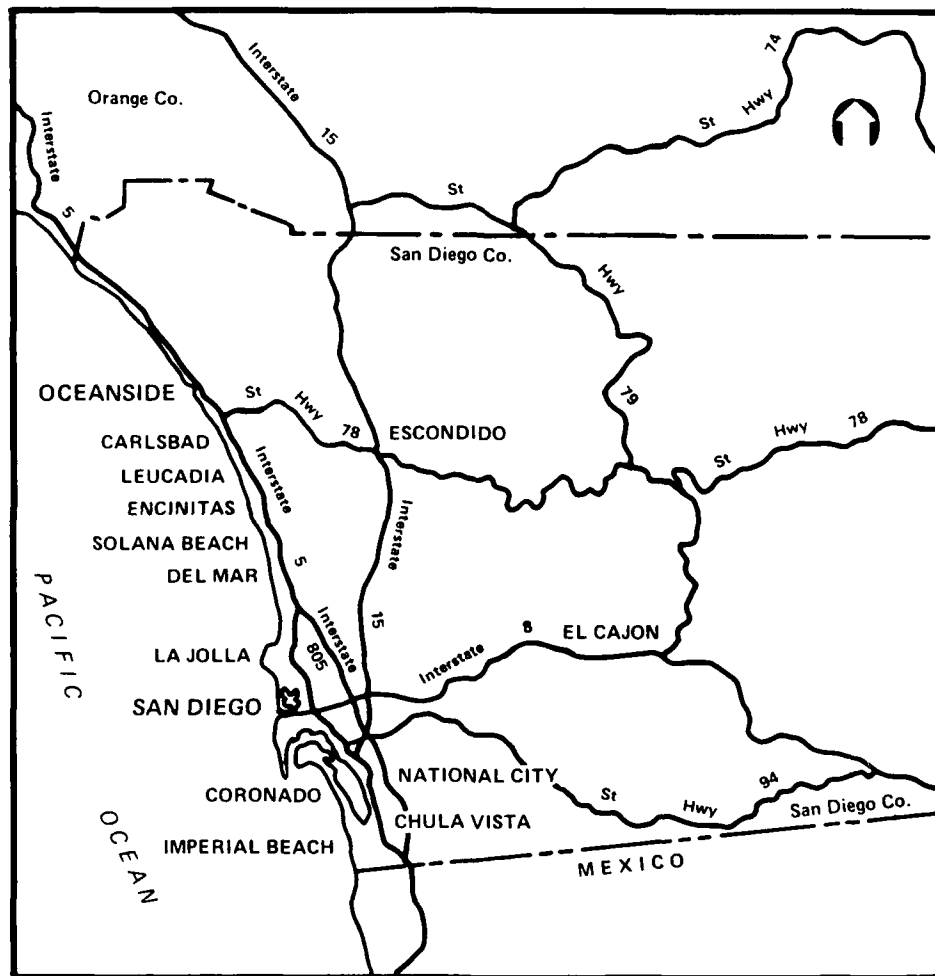 St Hwy 74
Interstate 15
Orange Co.
Interstate 5
St Hwy 79
San Diego Co.
OCEANSIDE
St Hwy 78
ESCONDIDO
St Hwy 78
CARLSBAD
LEUCADIA
ENCINITAS
SOLANA BEACH
DEL MAR
Interstate 5
Interstate 15
PACIFIC OCEAN
LA JOLLA
Interstate 805
Interstate 8
EL CAJON
SAN DIEGO
NATIONAL CITY
CORONADO
CHULA VISTA
St Hwy 94
San Diego Co.
IMPERIAL BEACH
MEXICO